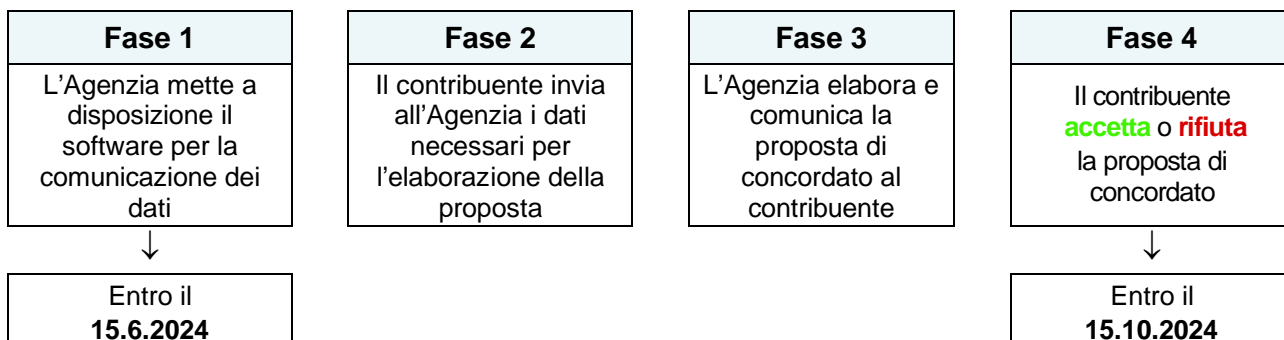 Fase 1
L'Agenzia mette a
disposizione il
software per la
comunicazione dei
dati
↓
Entro il
15.6.2024
Fase 2
Il contribuente invia
all'Agenzia i dati
necessari per
l'elaborazione della
proposta
Fase 3
L'Agenzia elabora e
comunica la
proposta di
concordato al
contribuente
Fase 4
Il contribuente
accetta o rifiuta
la proposta di
concordato
↓
Entro il
15.10.2024